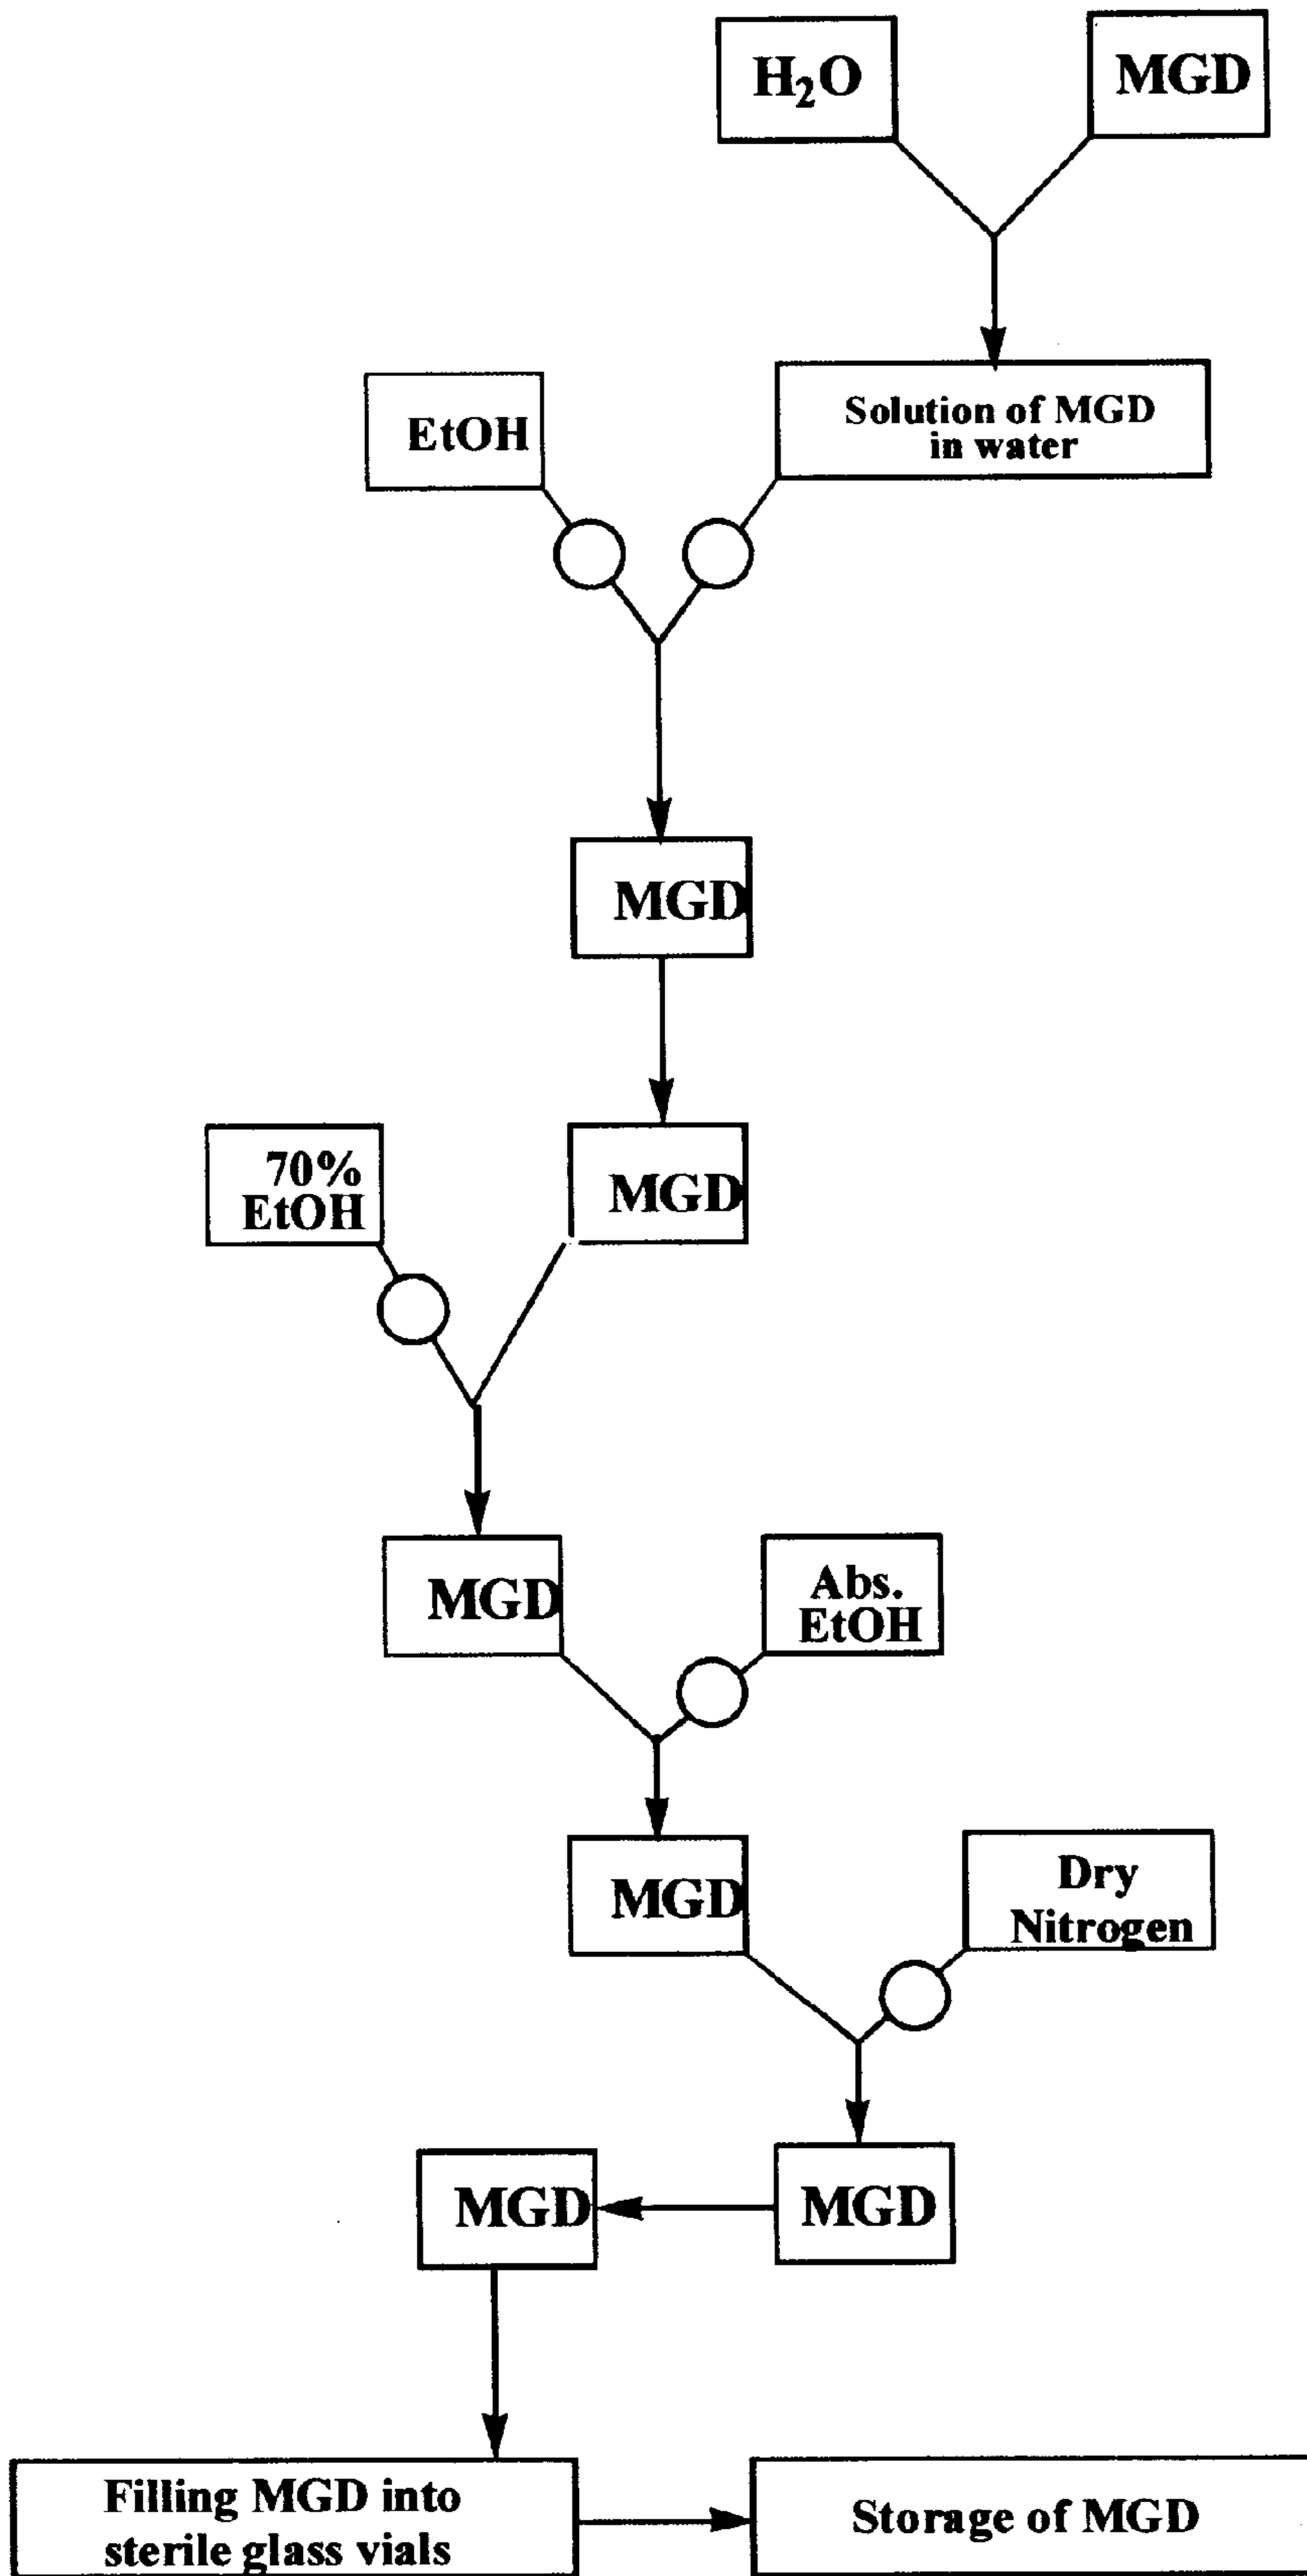 H₂O
MGD
EtOH
Solution of MGD
in water
MGD
70%
EtOH
MGD
MGD
Abs.
EtOH
MGD
Dry
Nitrogen
MGD
MGD
Filling MGD into
sterile glass vials
Storage of MGD